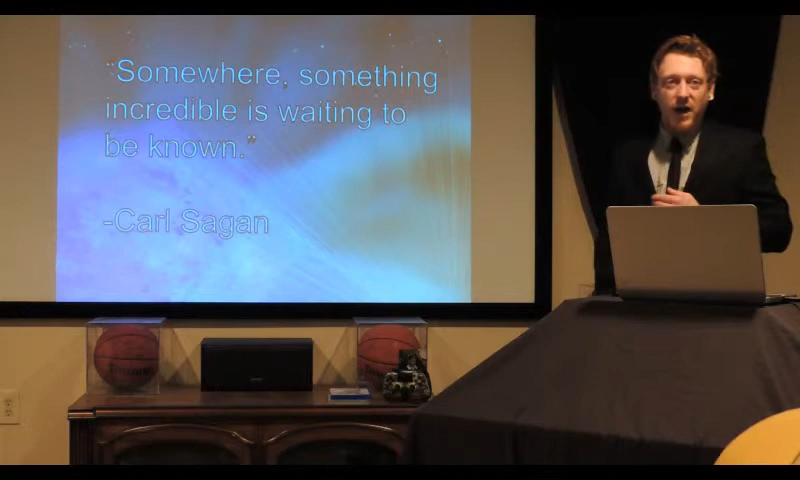 "Somewhere, something
incredible is waiting to
be known."
-Carl Sagan